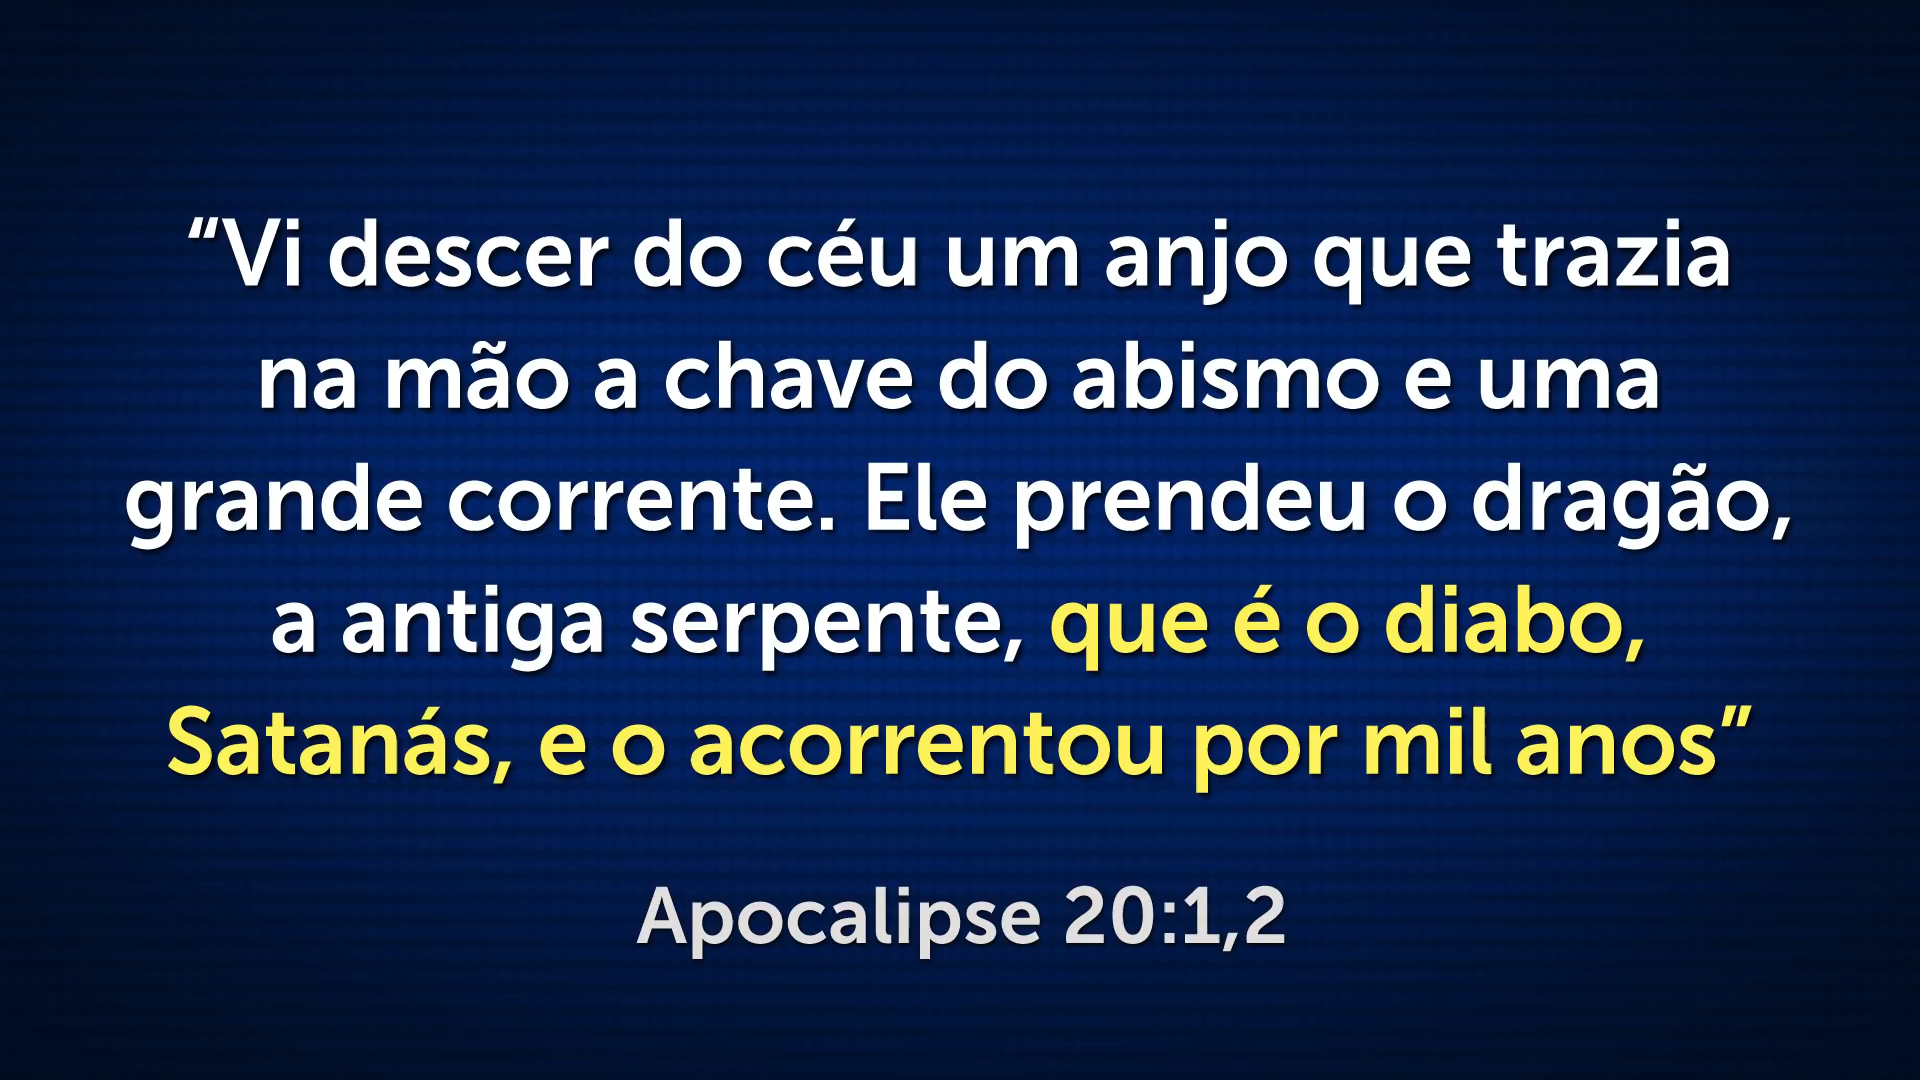 “Vi descer do céu um anjo que trazia
na mão a chave do abismo e uma
grande corrente. Ele prendeu o dragão,
a antiga serpente, que é o diabo,
Satanás, e o acorrentou por mil anos”
Apocalipse 20:1,2